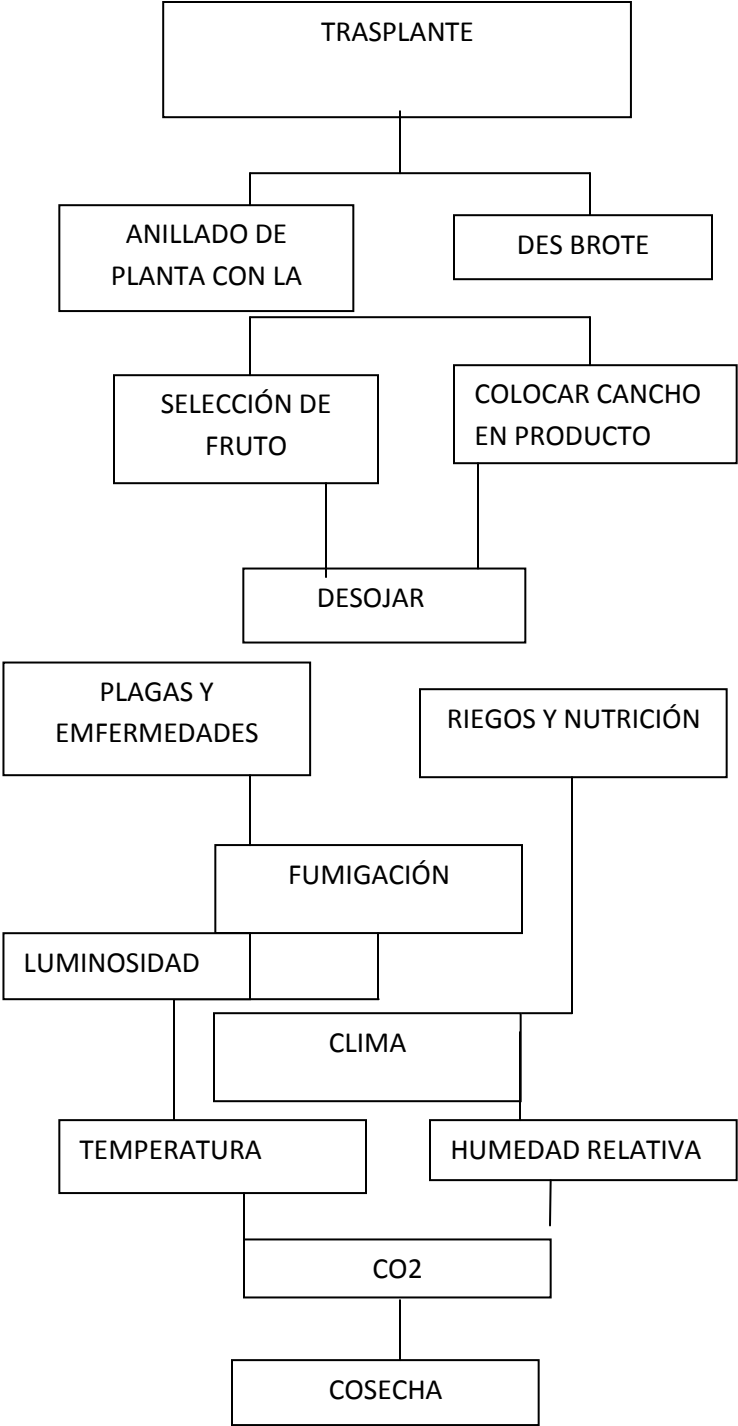 TRASPLANTE
ANILLADO DE
PLANTA CON LA
DES BROTE
SELECCIÓN DE
FRUTO
COLOCAR CANCHO
EN PRODUCTO
DESOJAR
PLAGAS Y
EMFERMEDADES
RIEGOS Y NUTRICIÓN
FUMIGACIÓN
LUMINOSIDAD
CLIMA
TEMPERATURA
HUMEDAD RELATIVA
CO2
COSECHA